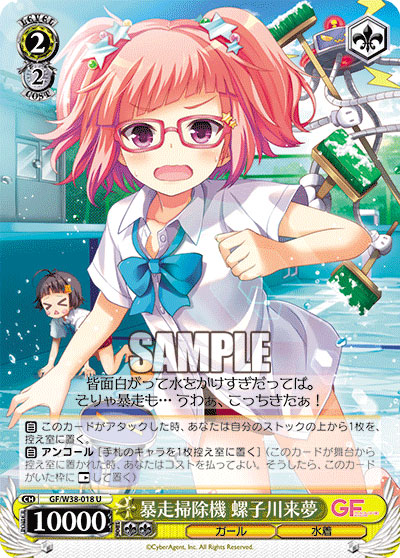 LEVEL
2
2
COST
SAMPLE
皆面白がって水をかけすぎだってば。
そりゃ暴走も… うわぁ、こっちきたぁ！
自 このカードがアタックした時、あなたは自分のストックの上から1枚を、
控え室に置く。
自 アンコール ［手札のキャラを1枚控え室に置く］ （このカードが舞台か
ら控え室に置かれた時、あなたはコストを払ってよい。そうしたら、このカー
ドがいた枠に レストして置く）
CH GF/W38-018 U
暴走掃除機 螺子川来夢
GF
10000
ガール
水着
©CyberAgent, Inc. All Rights Reserved.